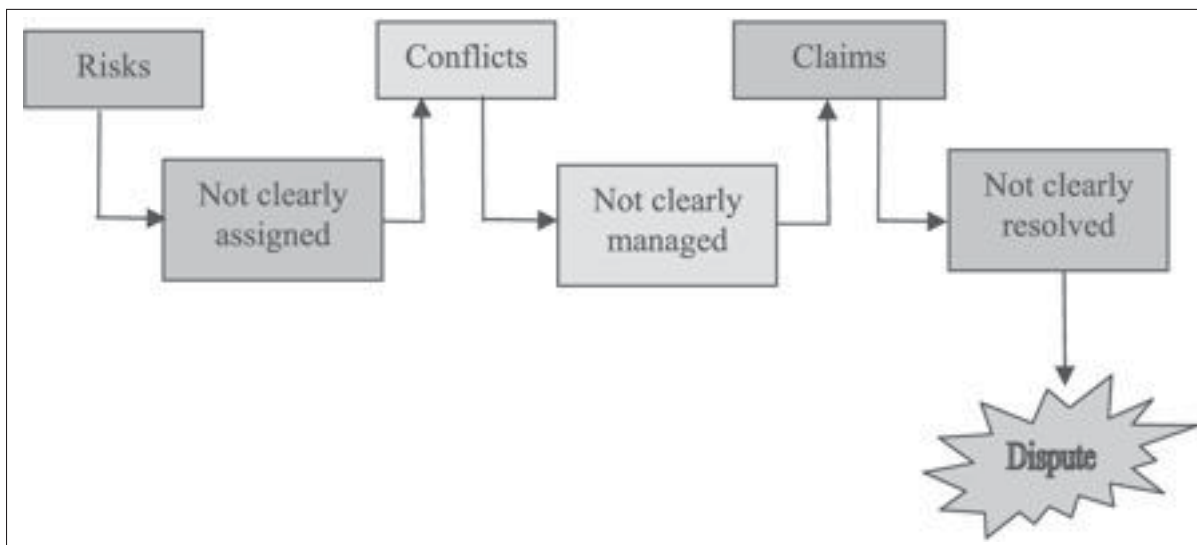 Risks
Not clearly
assigned
Conflicts
Not clearly
managed
Claims
Not clearly
resolved
Dispute